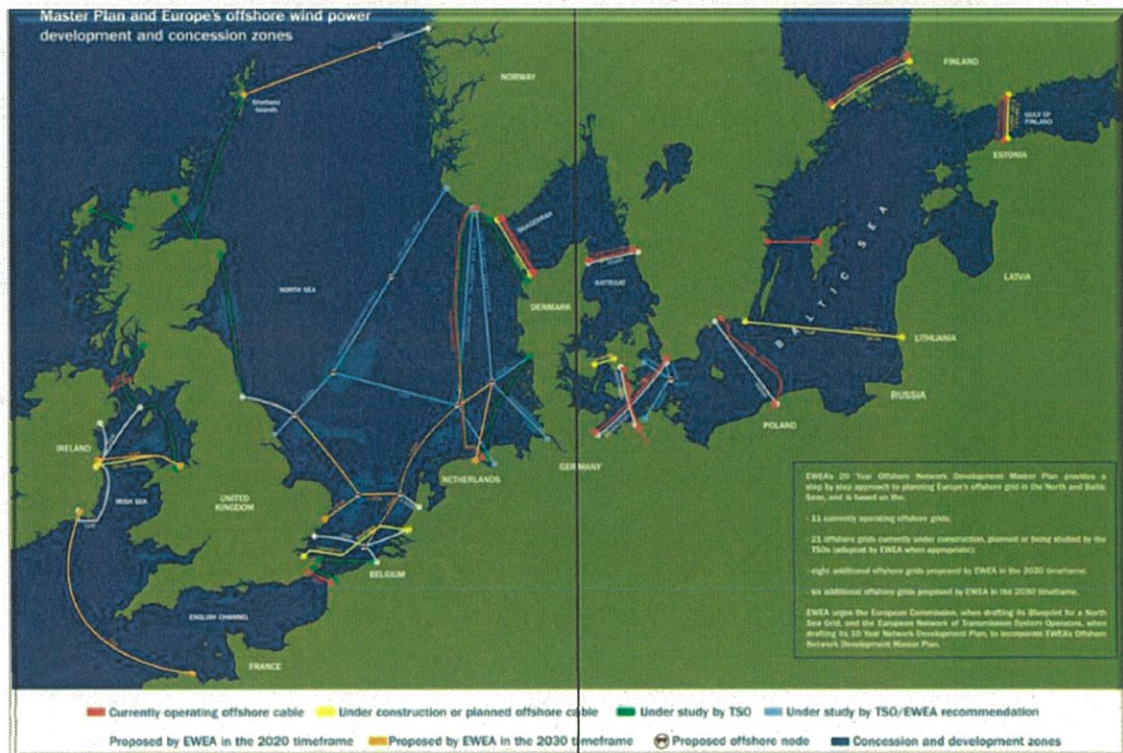 Master Plan and Europe's offshore wind power
development and concession zones
NORWAY
FINLAND
Shetland
Islands
GULF OF
FINLAND
ESTONIA
SKAGERRAK
BALTIC SEA
LATVIA
NORTH SEA
KATTEGAT
DENMARK
LITHUANIA
RUSSIA
POLAND
IRELAND
GERMANY
NETHERLANDS
IRISH SEA
UNITED
KINGDOM
BELGIUM
ENGLISH CHANNEL
FRANCE
EWEA's 20 Year Offshore Network Development Master Plan provides a
step by step approach to planning Europe's offshore grid in the North and Baltic
Seas, and is based on the:
- 11 currently operating offshore grids;
- 21 offshore grids currently under construction, planned or being studied by the
TSOs (adapted by EWEA when appropriate);
- eight additional offshore grids proposed by EWEA in the 2020 timeframe;
- six additional offshore grids proposed by EWEA in the 2030 timeframe.
EWEA urges the European Commission, when drafting its Blueprint for a North
Sea Grid, and the European Network of Transmission System Operators, when
drafting its 10 Year Network Development Plan, to incorporate EWEA's Offshore
Network Development Master Plan.
Currently operating offshore cable Under construction or planned offshore cable Under study by TSO Under study by TSO/EWEA recommendation
Proposed by EWEA in the 2020 timeframe Proposed by EWEA in the 2030 timeframe Proposed offshore node Concession and development zones